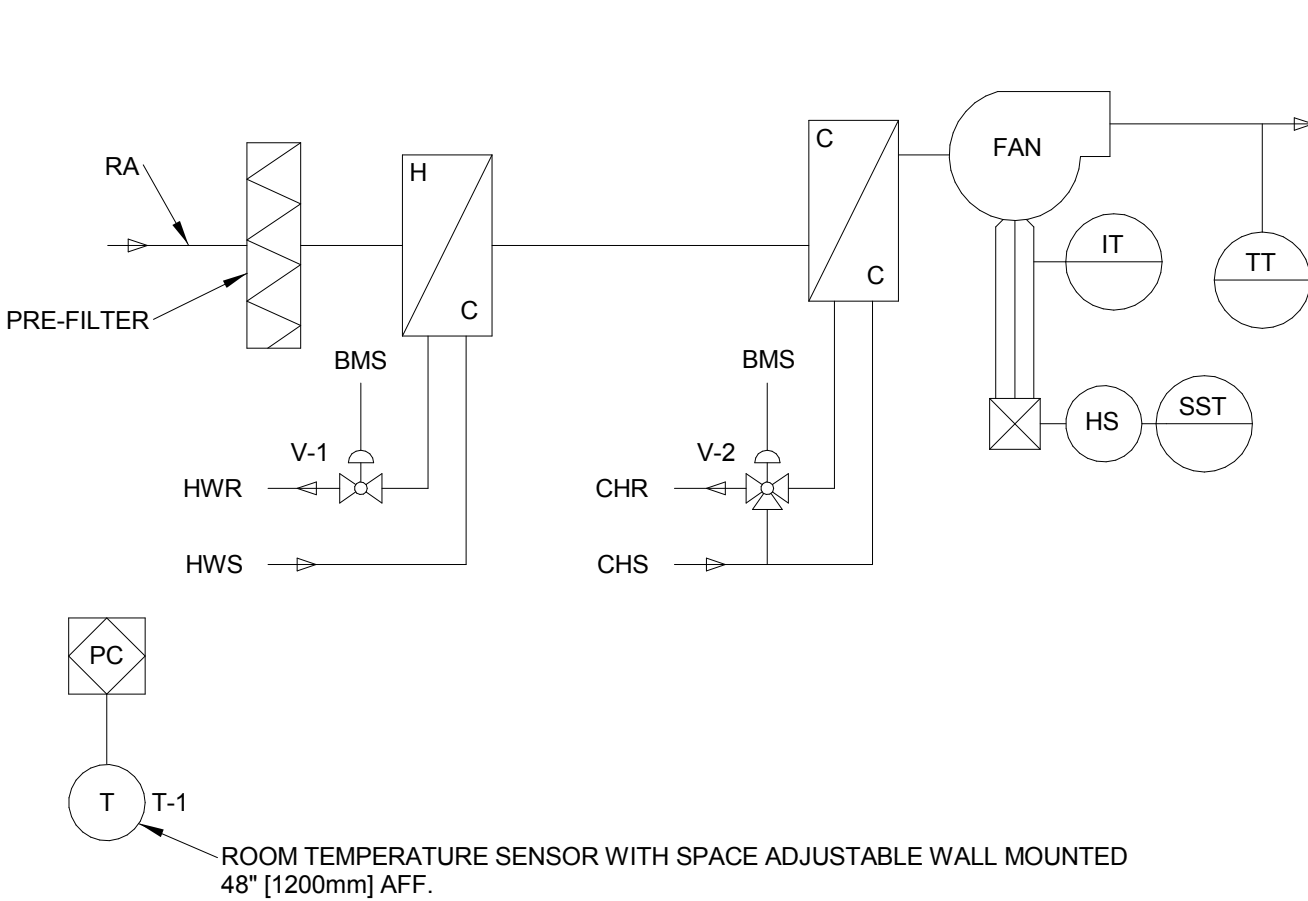 RA
PRE-FILTER
H
C
C
C
FAN
IT
TT
BMS
V-1
HWR
HWS
BMS
V-2
CHR
CHS
HS
SST
PC
T
T-1
ROOM TEMPERATURE SENSOR WITH SPACE ADJUSTABLE WALL MOUNTED
48" [1200mm] AFF.